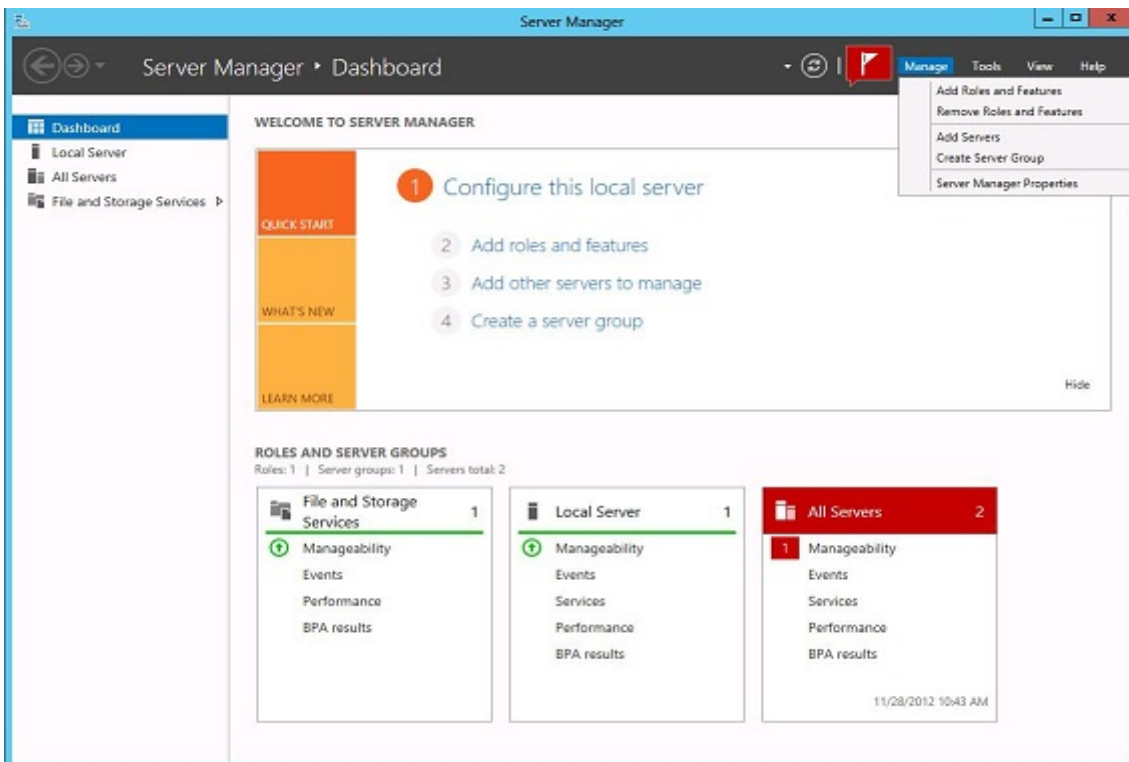 Server Manager
Server Manager • Dashboard
Manage Tools View Help
Add Roles and Features
Remove Roles and Features
Add Servers
Create Server Group
Server Manager Properties
Dashboard
Local Server
All Servers
File and Storage Services
WELCOME TO SERVER MANAGER
QUICK START
WHAT'S NEW
LEARN MORE
1 Configure this local server
2 Add roles and features
3 Add other servers to manage
4 Create a server group
Hide
ROLES AND SERVER GROUPS
Roles: 1 | Server groups: 1 | Servers total: 2
File and Storage
Services 1
Manageability
Events
Performance
BPA results
Local Server 1
Manageability
Events
Services
Performance
BPA results
All Servers 2
1 Manageability
Events
Services
Performance
BPA results
11/28/2012 10:43 AM